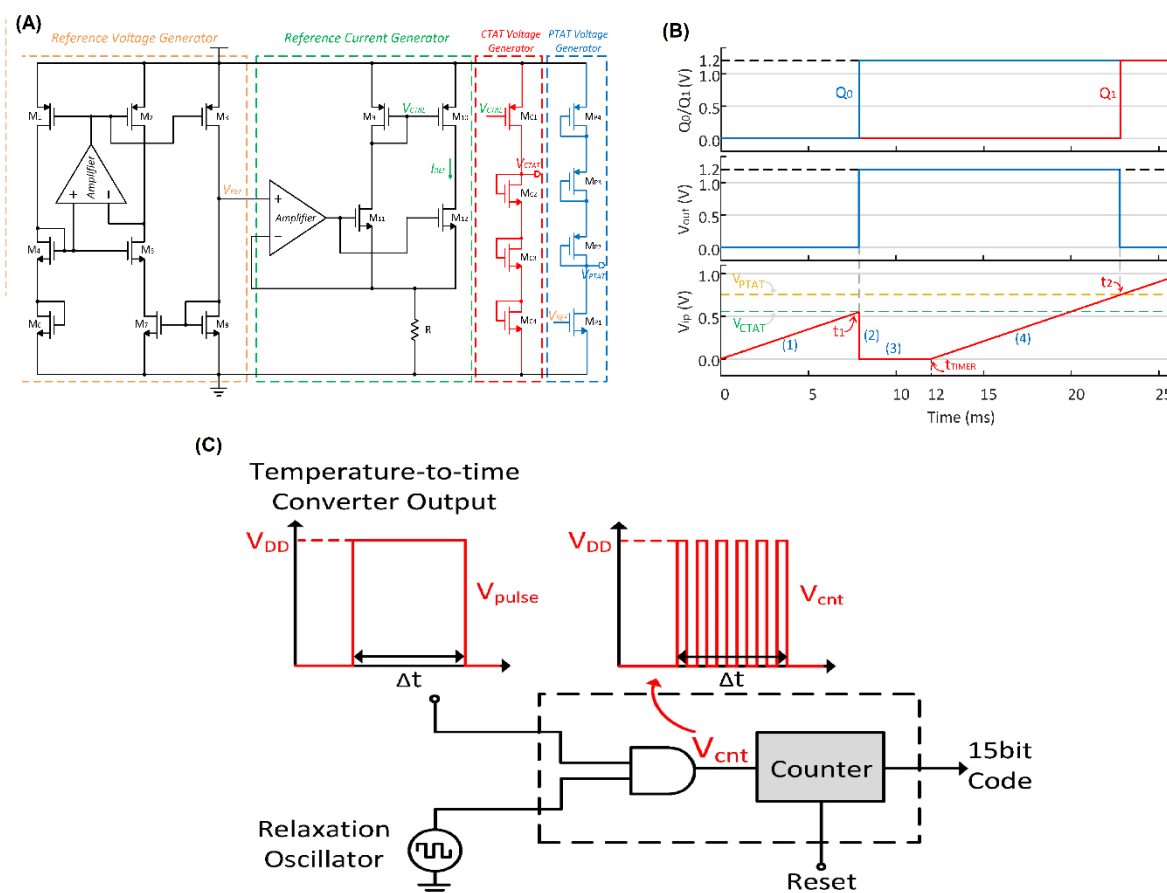 (A)
Reference Voltage Generator
Reference Current Generator
CTAT Voltage
Generator
PTAT Voltage
Generator
M1
M2
M3
M9
VCTRL
M10
VCTRL
MC1
MP4
Amplifier
+
−
IREF
VCTAT
MC2
MP3
VREF
+
Amplifier
−
M11
M12
M4
M5
MC3
MP2
VPTAT
M7
M8
R
MC4
VREF
MP1
(B)
Q0/Q1 (V)
1.2
1.0
0.5
0.0
Q0
Q1
Vout (V)
1.2
1.0
0.5
0.0
Vip (V)
1.0
0.5
0.0
VPTAT
VCTAT
t1
t2
(1)
(2)
(3)
(4)
tTIMER
0
5
10
12
15
20
25
Time (ms)
(C)
Temperature-to-time
Converter Output
VDD
Vpulse
Δt
VDD
Vcnt
Δt
Vcnt
Counter
15bit
Code
Relaxation
Oscillator
Reset